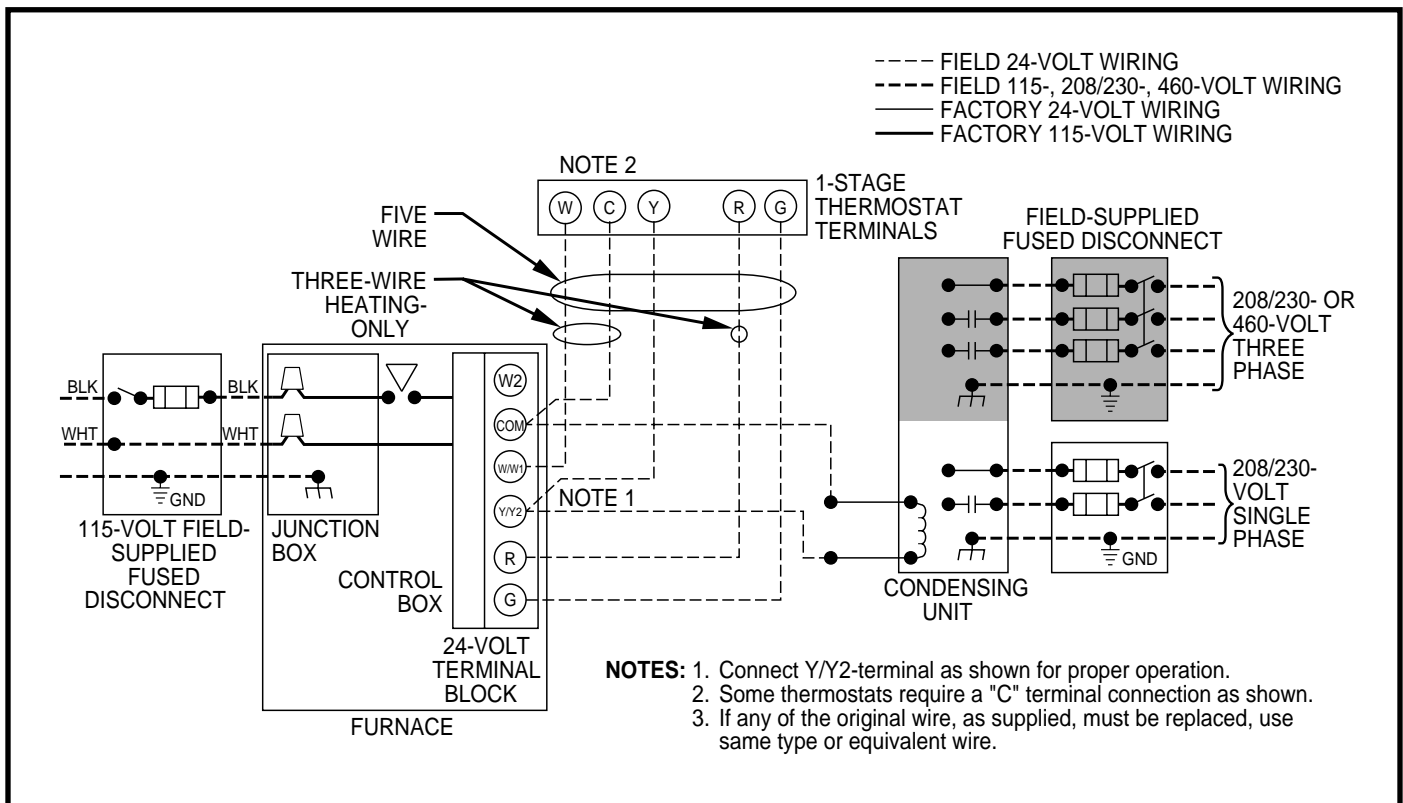 FIELD 24-VOLT WIRING
FIELD 115-, 208/230-, 460-VOLT WIRING
FACTORY 24-VOLT WIRING
FACTORY 115-VOLT WIRING
NOTE 2
W C Y R G
1-STAGE
THERMOSTAT
TERMINALS
FIVE
WIRE
THREE-WIRE
HEATING-
ONLY
FIELD-SUPPLIED
FUSED DISCONNECT
208/230- OR
460-VOLT
THREE
PHASE
BLK
BLK
WHT
WHT
GND
W2
COM
W/W1
Y/Y2
R
G
NOTE 1
208/230-
VOLT
SINGLE
PHASE
GND
115-VOLT FIELD-
SUPPLIED
FUSED
DISCONNECT
JUNCTION
BOX
CONTROL
BOX
24-VOLT
TERMINAL
BLOCK
FURNACE
CONDENSING
UNIT
NOTES: 1. Connect Y/Y2-terminal as shown for proper operation.
2. Some thermostats require a "C" terminal connection as shown.
3. If any of the original wire, as supplied, must be replaced, use
same type or equivalent wire.